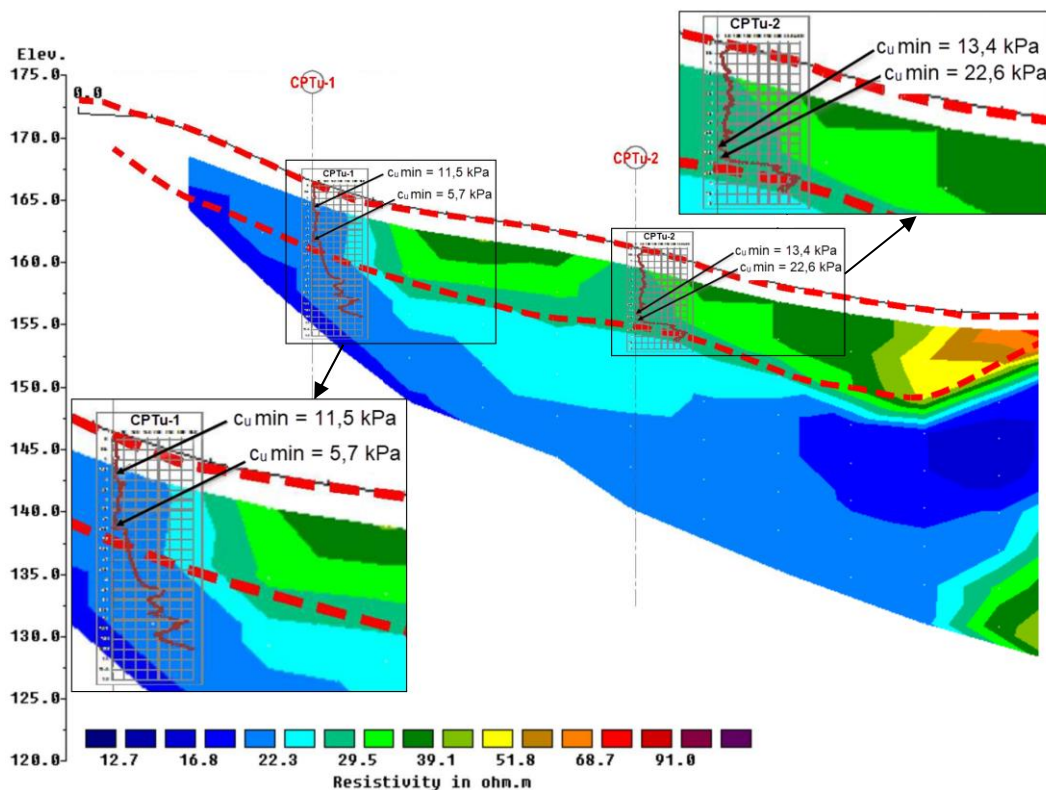 CPTu-2
cu min = 13,4 kPa
cu min = 22,6 kPa
Elev.
175.0
0.0
CPTu-1
170.0
CPTu-2
CPTu-1
cu min = 11,5 kPa
165.0
cu min = 5,7 kPa
CPTu-2
cu min = 13,4 kPa
160.0
cu min = 22,6 kPa
155.0
150.0
CPTu-1
cu min = 11,5 kPa
145.0
cu min = 5,7 kPa
140.0
135.0
130.0
125.0
120.0
12.7 16.8 22.3 29.5 39.1 51.8 68.7 91.0
Resistivity in ohm.m